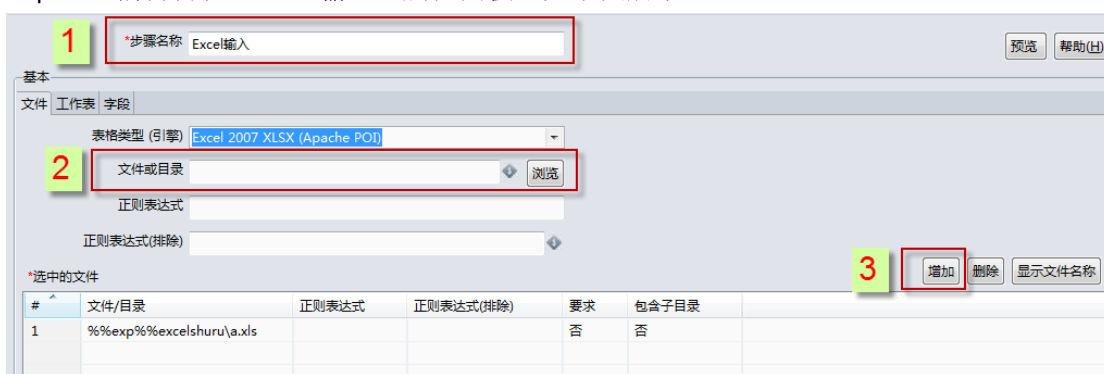 1
*步骤名称 Excel输入
预览 帮助(H)
基本
文件 工作表 字段
表格类型 (引擎) Excel 2007 XLSX (Apache POI)
2
文件或目录 浏览
正则表达式
正则表达式(排除)
3
*选中的文件 增加 删除 显示文件名称
# 文件/目录 正则表达式 正则表达式(排除) 要求 包含子目录
1 %%exp%%excelshuru\a.xls 否 否